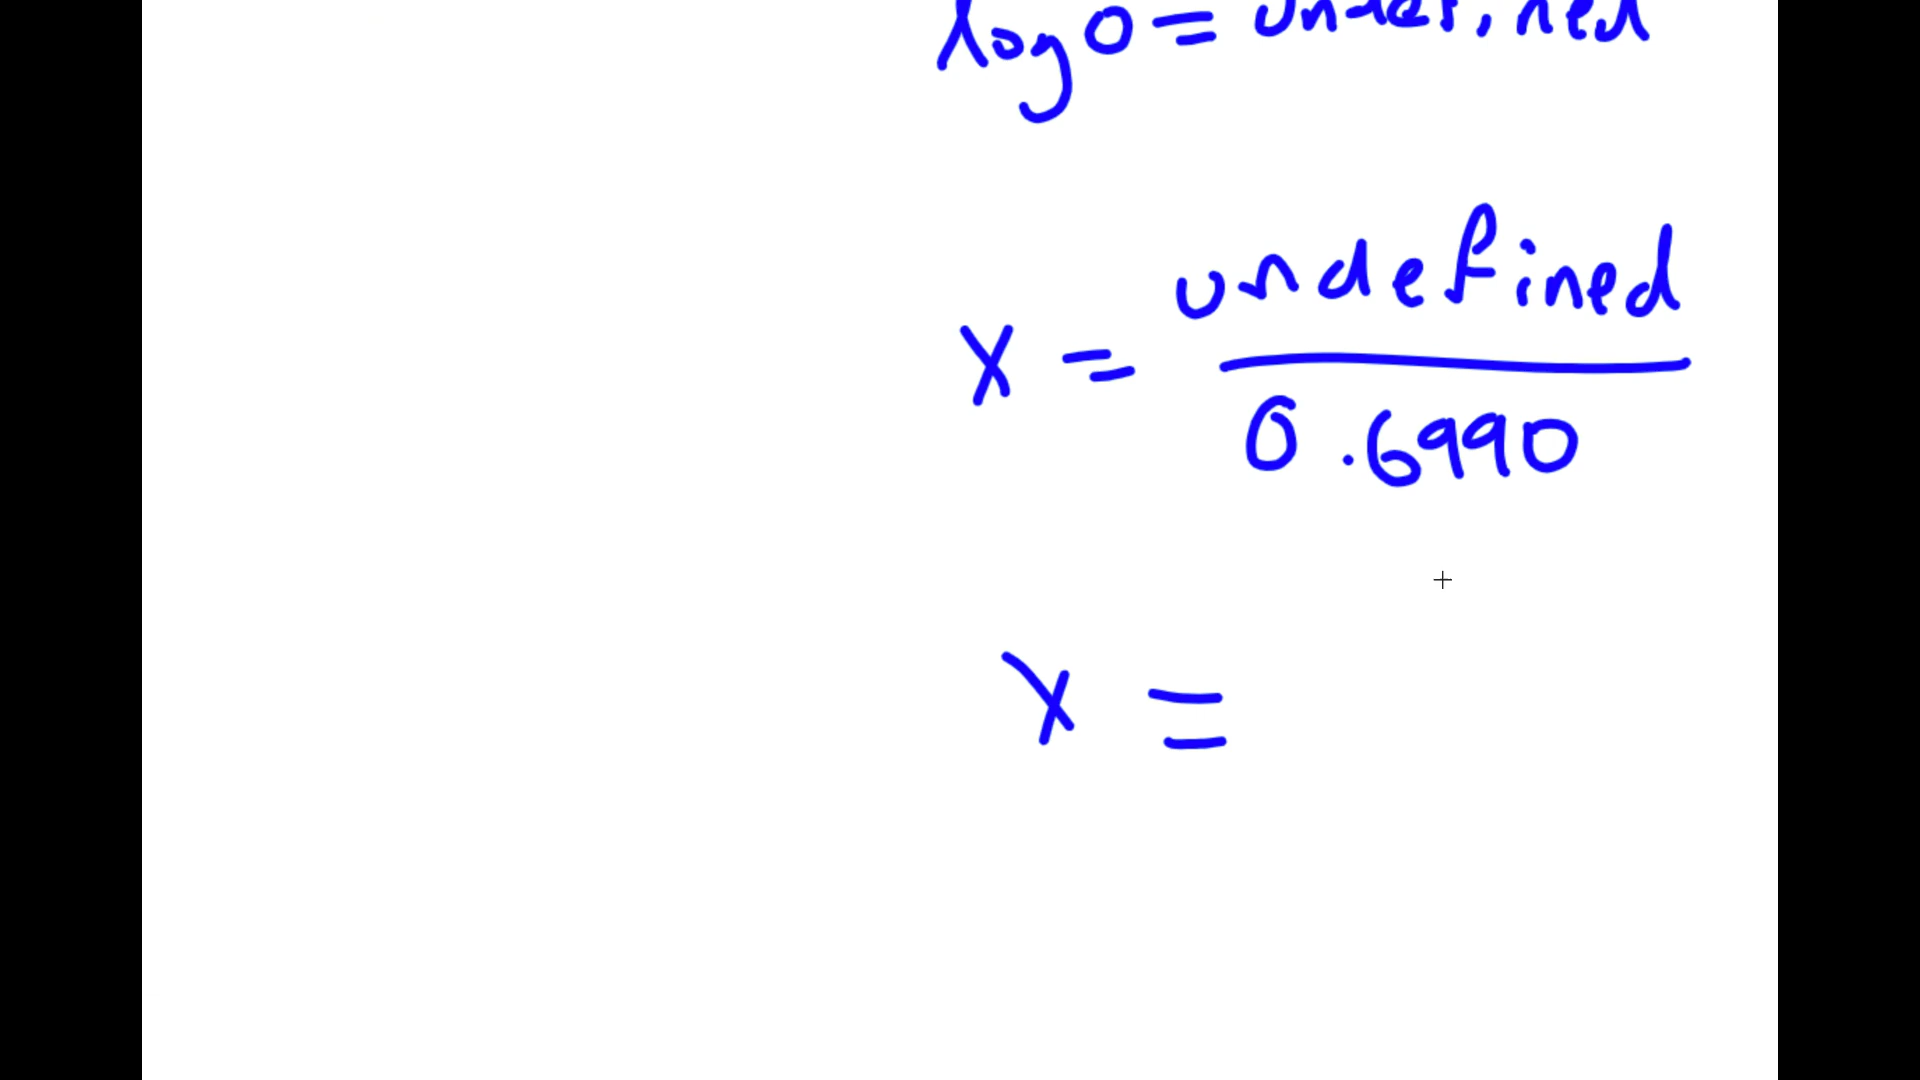 log 0 = undefined
x = undefined / 0.6990
x =